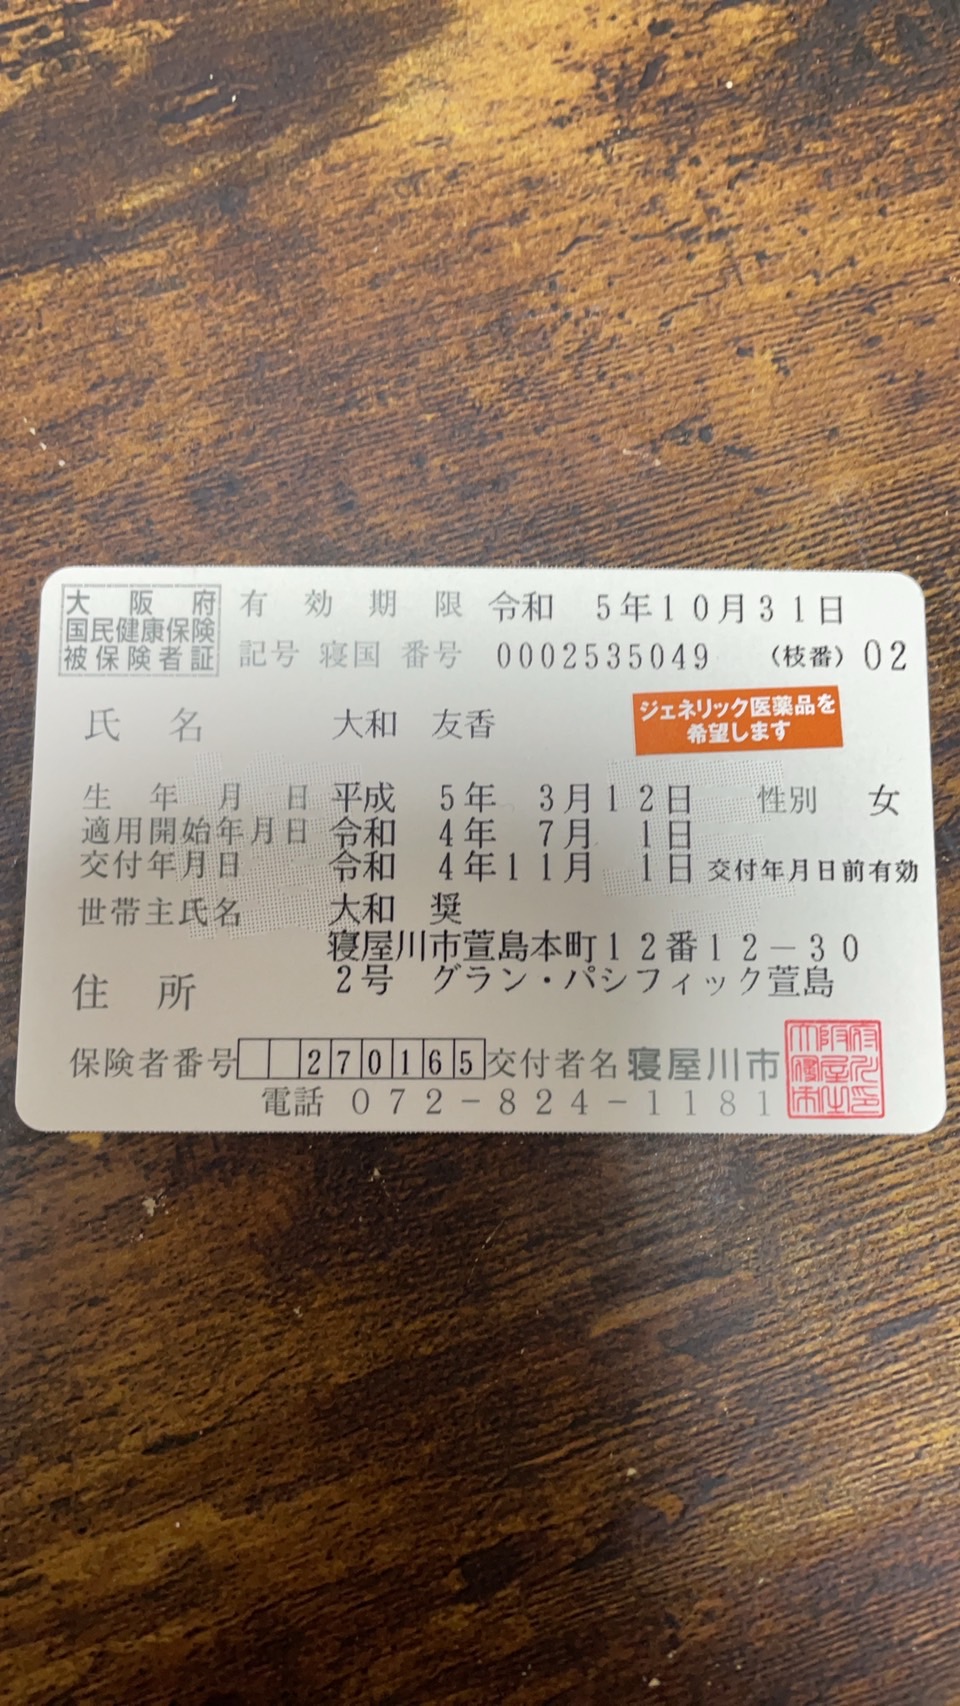 大阪府
国民健康保険
被保険者証
有効期限 令和 5年10月31日
記号 寝国 番号 0002535049 (枝番) 02
氏名 大和 友香
ジェネリック医薬品を
希望します
生年月日 平成 5年 3月12日 性別 女
適用開始年月日 令和 4年 7月 1日
交付年月日 令和 4年11月 1日 交付年月日前有効
世帯主氏名 大和 奨
住所 寝屋川市萱島本町12番12-30
2号 グラン・パシフィック萱島
保険者番号 270165 交付者名 寝屋川市
電話 072-824-1181